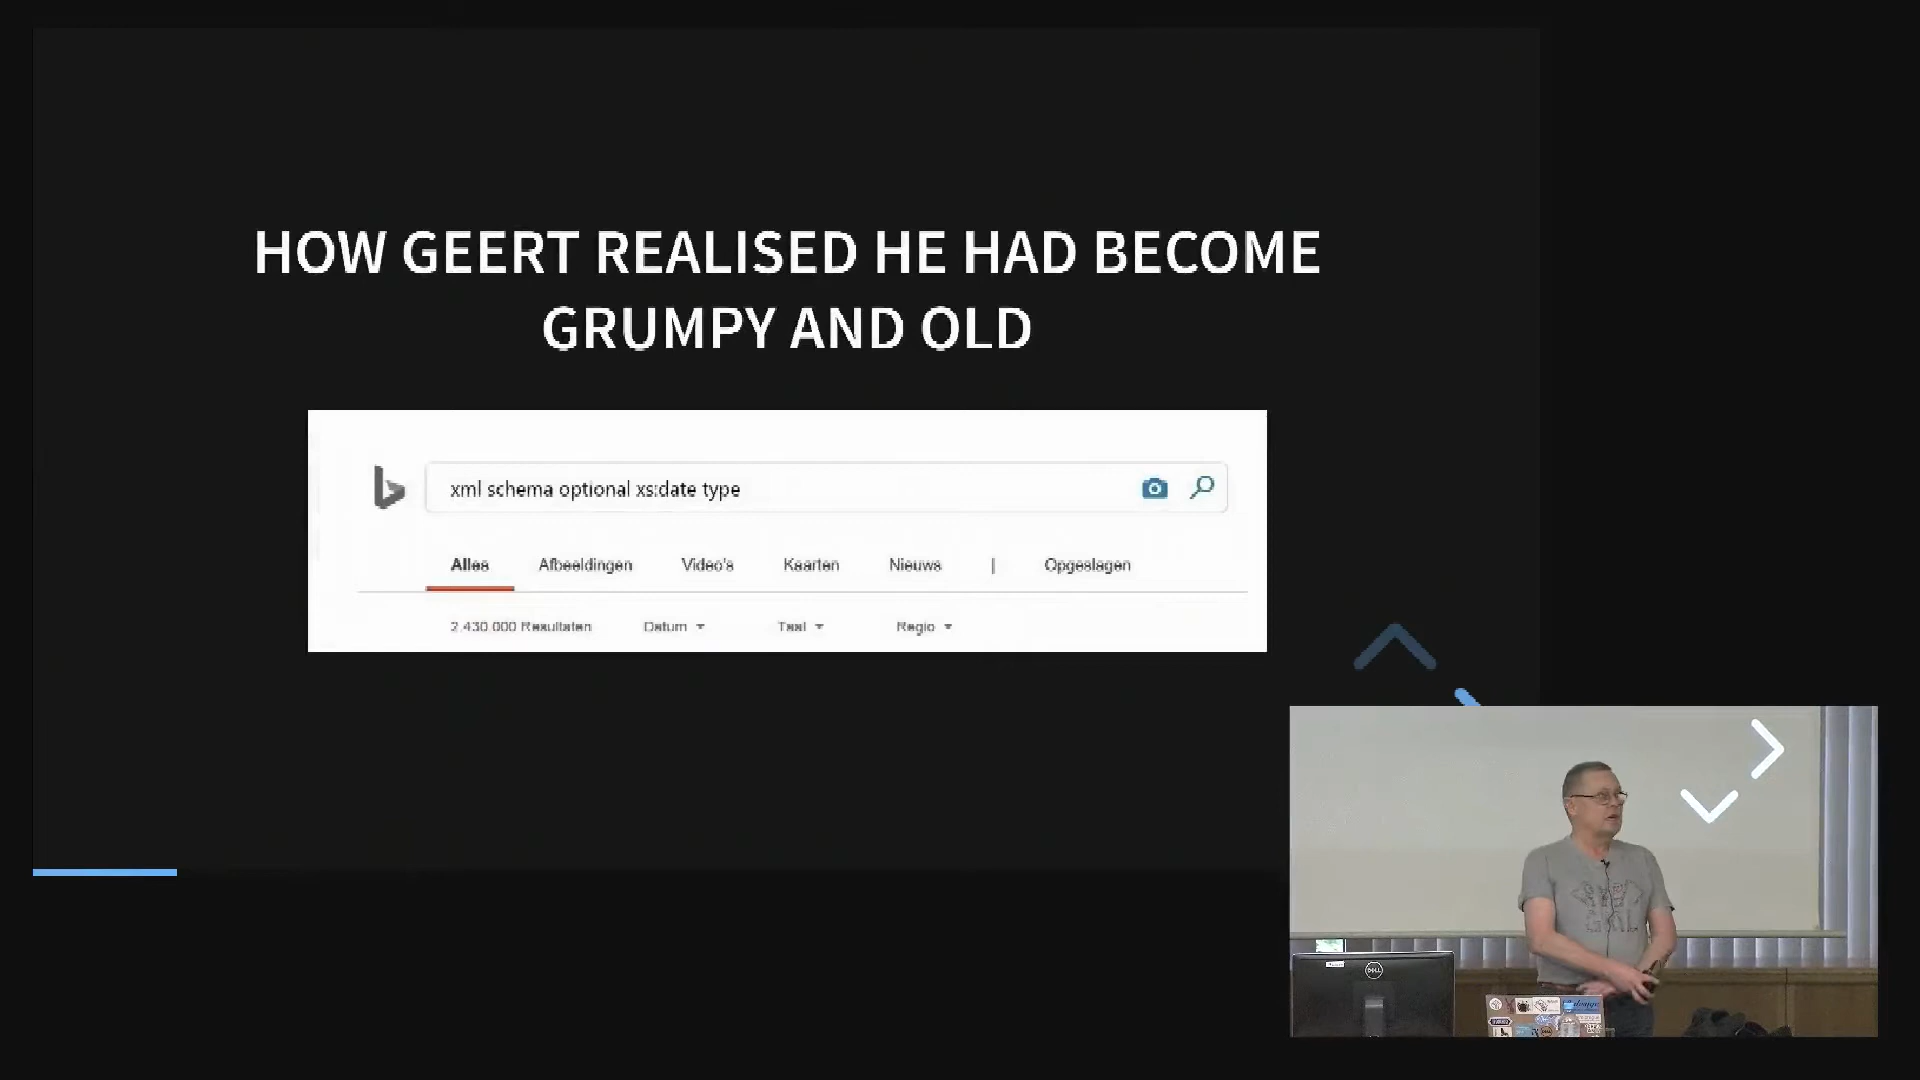 HOW GEERT REALISED HE HAD BECOME
GRUMPY AND OLD
xml schema optional xs:date type
Alles Afbeeldingen Video's Kaarten Nieuws | Opgeslagen
2.430.000 Resultaten Datum Taal Regio
DELL